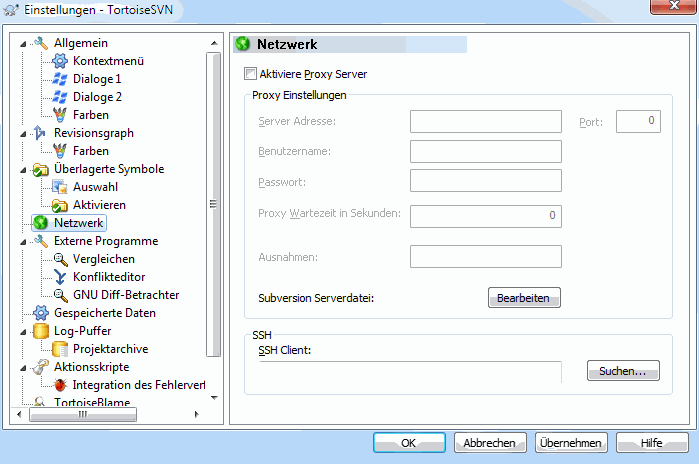 Einstellungen - TortoiseSVN
Allgemein
Kontextmenü
Dialoge 1
Dialoge 2
Farben
Revisionsgraph
Farben
Überlagerte Symbole
Auswahl
Aktivieren
Netzwerk
Externe Programme
Vergleichen
Konflikteditor
GNU Diff-Betrachter
Gespeicherte Daten
Log-Puffer
Projektarchive
Aktionsskripte
Integration des Fehlervert
TortoiseBlame
Netzwerk
Aktiviere Proxy Server
Proxy Einstellungen
Server Adresse:
Port: 0
Benutzername:
Passwort:
Proxy Wartezeit in Sekunden: 0
Ausnahmen:
Subversion Serverdatei: Bearbeiten
SSH
SSH Client:
Suchen...
OK Abbrechen Übernehmen Hilfe